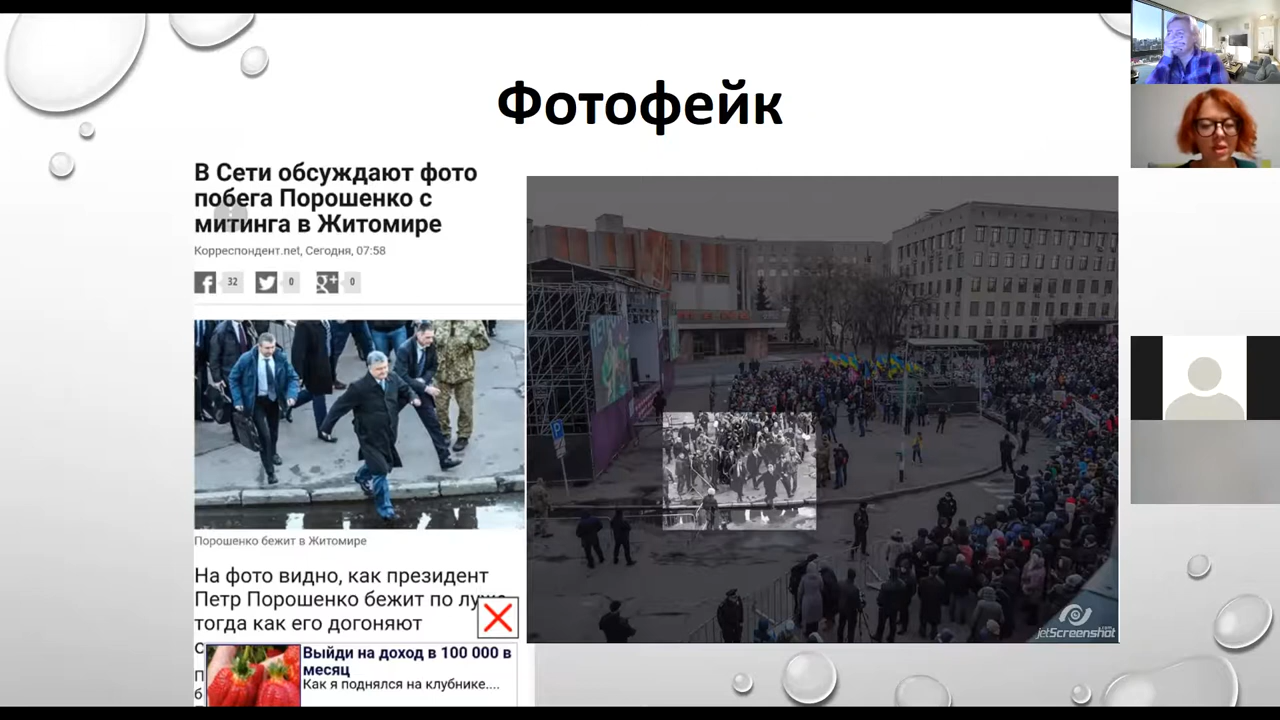 Фотофейк
В Сети обсуждают фото
побега Порошенко с
митинга в Житомире
Корреспондент.net, Сегодня, 07:58
32
0
g+
0
Порошенко бежит в Житомире
На фото видно, как президент
Петр Порошенко бежит по
тогда как его догоняют
Выйди на доход в 100 000 в
месяц
Как я поднялся на клубнике....
P
jetScreenshot